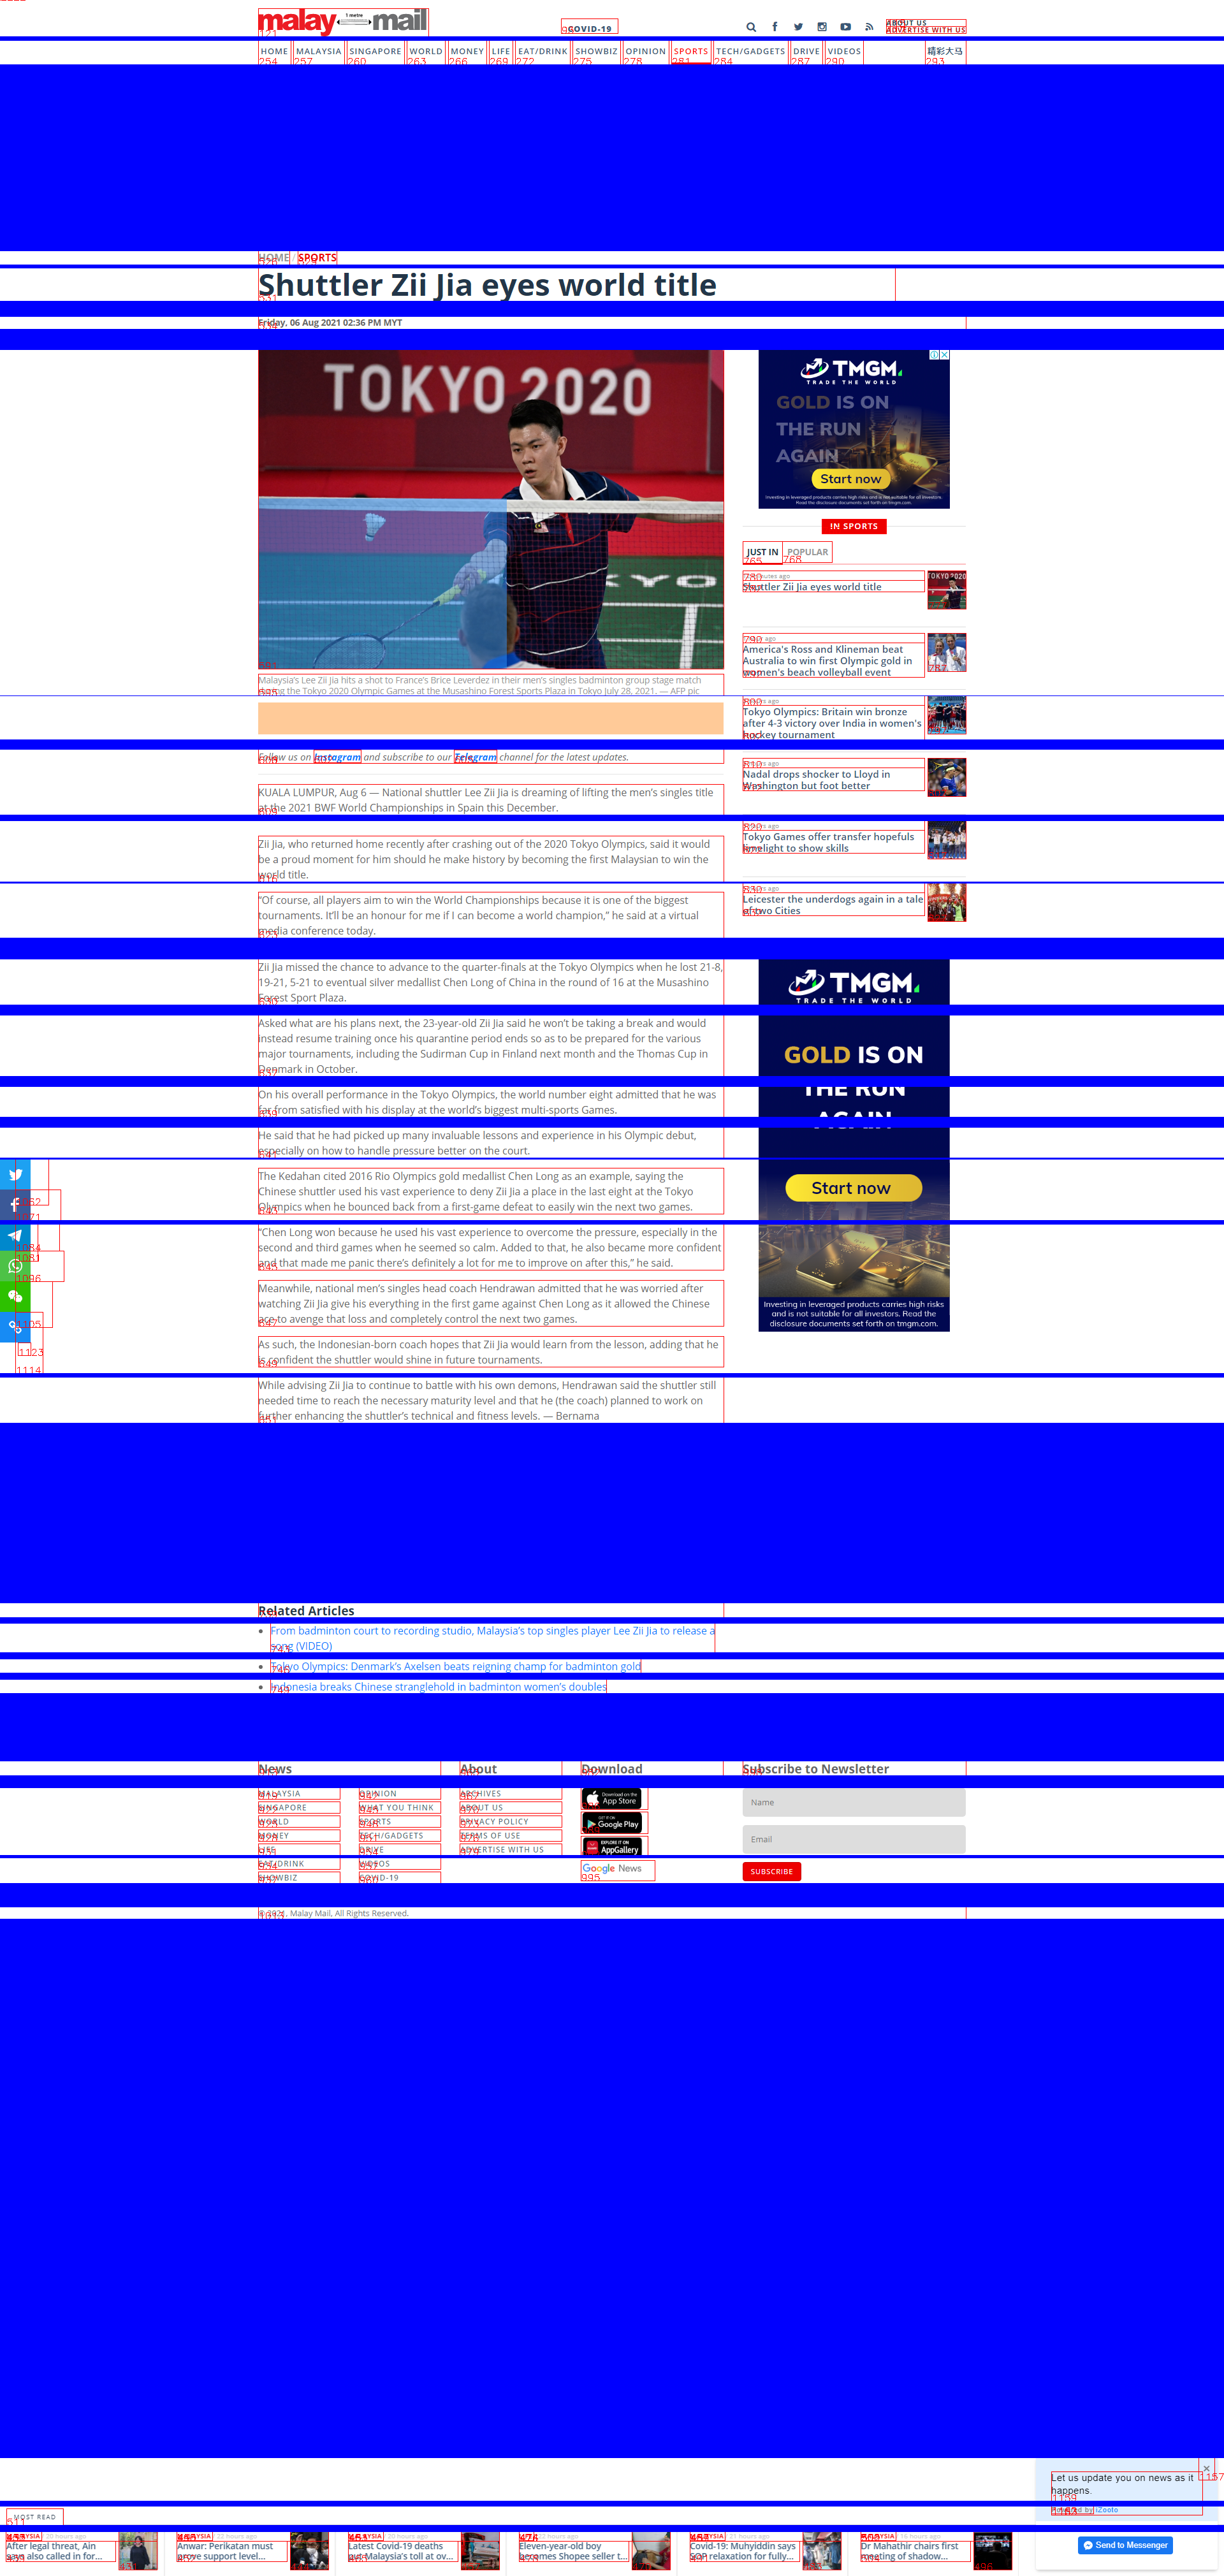 malay mail
1 metre
COVID-19
ABOUT US
ADVERTISE WITH US
HOME MALAYSIA SINGAPORE WORLD MONEY LIFE EAT/DRINK SHOWBIZ OPINION SPORTS TECH/GADGETS DRIVE VIDEOS 精彩大马
254 257 260 263 266 269 272 275 278 281 284 287 290 293
HOME / SPORTS
Shuttler Zii Jia eyes world title
531
Friday, 06 Aug 2021 02:36 PM MYT
TOKYO 2020
Malaysia's Lee Zii Jia hits a shot to France's Brice Leverdez in their men's singles badminton group stage match
during the Tokyo 2020 Olympic Games at the Musashino Forest Sports Plaza in Tokyo July 28, 2021. — AFP pic
Follow us on Instagram and subscribe to our Telegram channel for the latest updates.
KUALA LUMPUR, Aug 6 — National shuttler Lee Zii Jia is dreaming of lifting the men's singles title
at the 2021 BWF World Championships in Spain this December.
Zii Jia, who returned home recently after crashing out of the 2020 Tokyo Olympics, said it would
be a proud moment for him should he make history by becoming the first Malaysian to win the
world title.
"Of course, all players aim to win the World Championships because it is one of the biggest
tournaments. It'll be an honour for me if I can become a world champion," he said at a virtual
media conference today.
Zii Jia missed the chance to advance to the quarter-finals at the Tokyo Olympics when he lost 21-8,
19-21, 5-21 to eventual silver medallist Chen Long of China in the round of 16 at the Musashino
Forest Sport Plaza.
Asked what are his plans next, the 23-year-old Zii Jia said he won't be taking a break and would
instead resume training once his quarantine period ends so as to be prepared for the various
major tournaments, including the Sudirman Cup in Finland next month and the Thomas Cup in
Denmark in October.
On his overall performance in the Tokyo Olympics, the world number eight admitted that he was
far from satisfied with his display at the world's biggest multi-sports Games.
He said that he had picked up many invaluable lessons and experience in his Olympic debut,
especially on how to handle pressure better on the court.
The Kedahan cited 2016 Rio Olympics gold medallist Chen Long as an example, saying the
Chinese shuttler used his vast experience to deny Zii Jia a place in the last eight at the Tokyo
Olympics when he bounced back from a first-game defeat to easily win the next two games.
"Chen Long won because he used his vast experience to overcome the pressure, especially in the
second and third games when he seemed so calm. Added to that, he also became more confident
and that made me panic there's definitely a lot for me to improve on after this," he said.
Meanwhile, national men's singles head coach Hendrawan admitted that he was worried after
watching Zii Jia give his everything in the first game against Chen Long as it allowed the Chinese
ace to avenge that loss and completely control the next two games.
As such, the Indonesian-born coach hopes that Zii Jia would learn from the lesson, adding that he
is confident the shuttler would shine in future tournaments.
While advising Zii Jia to continue to battle with his own demons, Hendrawan said the shuttler still
needed time to reach the necessary maturity level and that he (the coach) planned to work on
further enhancing the shuttler's technical and fitness levels. — Bernama
TMGM
TRADE THE WORLD
GOLD IS ON
THE RUN
AGAIN
Start now
Investing in leveraged products carries high risks and is not suitable for all investors.
Read the disclosure documents set forth on tmgm.com.
IN SPORTS
JUST IN POPULAR
765 768
Shuttler Zii Jia eyes world title
America's Ross and Klineman beat
Australia to win first Olympic gold in
women's beach volleyball event
Tokyo Olympics: Britain win bronze
after 4-3 victory over India in women's
hockey tournament
Nadal drops shocker to Lloyd in
Washington but foot better
Tokyo Games offer transfer hopefuls
limelight to show skills
Leicester the underdogs again in a tale
of two Cities
TMGM
TRADE THE WORLD
GOLD IS ON
THE RUN
AGAIN
Start now
Investing in leveraged products carries high risks
and is not suitable for all investors. Read the
disclosure documents set forth on tmgm.com.
1084
1081
1096
1105
1123
1114
Related Articles
From badminton court to recording studio, Malaysia's top singles player Lee Zii Jia to release a
song (VIDEO)
Tokyo Olympics: Denmark's Axelsen beats reigning champ for badminton gold
Indonesia breaks Chinese stranglehold in badminton women's doubles
News About Download Subscribe to Newsletter
MALAYSIA OPINION ARCHIVES
SINGAPORE WHAT YOU THINK ABOUT US
WORLD SPORTS PRIVACY POLICY
MONEY TECH/GADGETS TERMS OF USE
LIFE DRIVE ADVERTISE WITH US
EAT/DRINK VIDEOS
SHOWBIZ COVID-19
Download on the App Store
GET IT ON Google Play
EXPLORE IT ON AppGallery
Google News
995
Name
Email
SUBSCRIBE
© 2021, Malay Mail, All Rights Reserved.
Let us update you on news as it
happens.
1159
Powered by iZooto
Send to Messenger
MOST READ
511
MALAYSIA 20 hours ago
After legal threat, Ain
Anwar: Perikatan must
prove support level...
Latest Covid-19 deaths
put Malaysia's toll at ov...
Eleven-year-old boy
becomes Shopee seller t...
Covid-19: Muhyiddin says
SOP relaxation for fully...
Dr Mahathir chairs first
meeting of shadow...